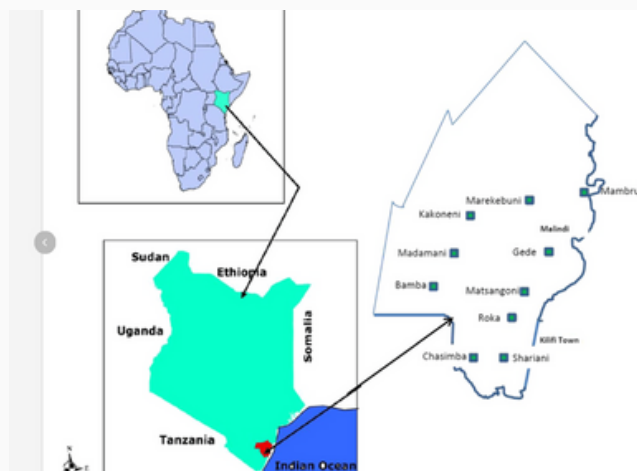 Sudan
Ethiopia
Uganda
Somalia
Tanzania
Indian Ocean
N
E
Mambrui
Marekebuni
Kakoneni
Malindi
Madamani
Gede
Bamba
Matsangoni
Roka
Kilifi Town
Chasimba
Shariani